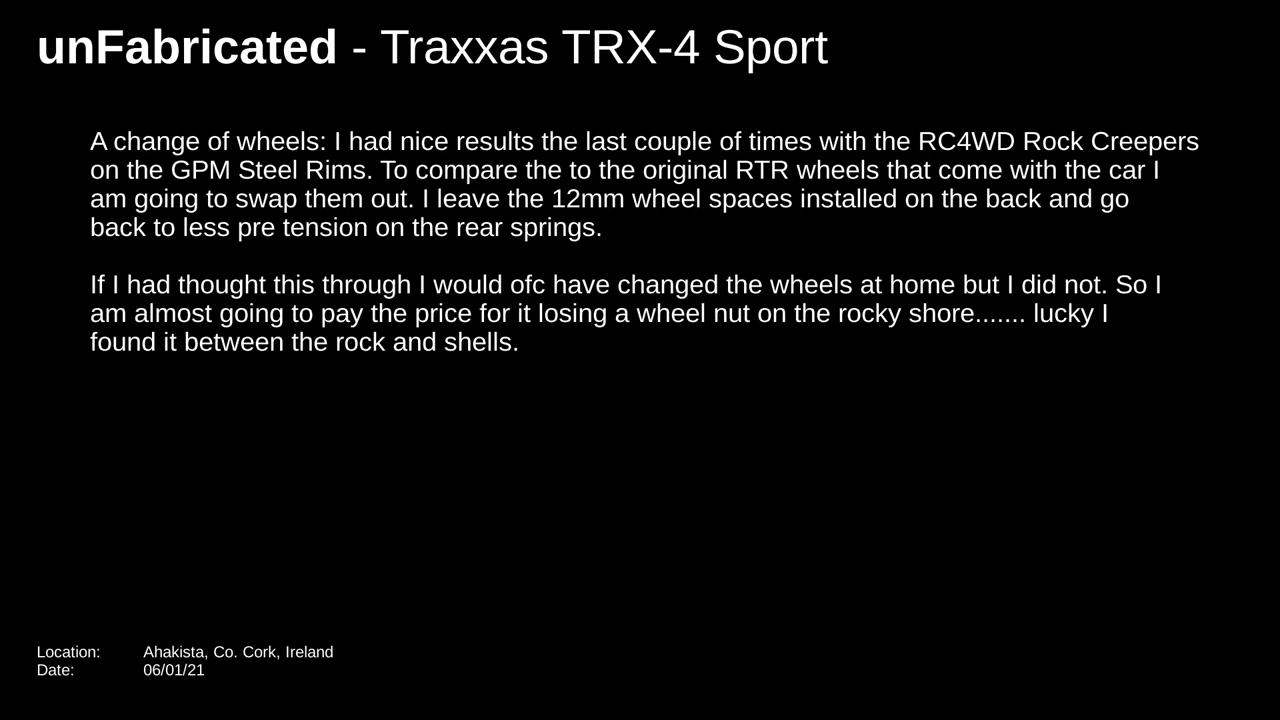 unFabricated - Traxxas TRX-4 Sport
A change of wheels: I had nice results the last couple of times with the RC4WD Rock Creepers
on the GPM Steel Rims. To compare the to the original RTR wheels that come with the car I
am going to swap them out. I leave the 12mm wheel spaces installed on the back and go
back to less pre tension on the rear springs.
If I had thought this through I would ofc have changed the wheels at home but I did not. So I
am almost going to pay the price for it losing a wheel nut on the rocky shore....... lucky I
found it between the rock and shells.
Location: Ahakista, Co. Cork, Ireland
Date: 06/01/21